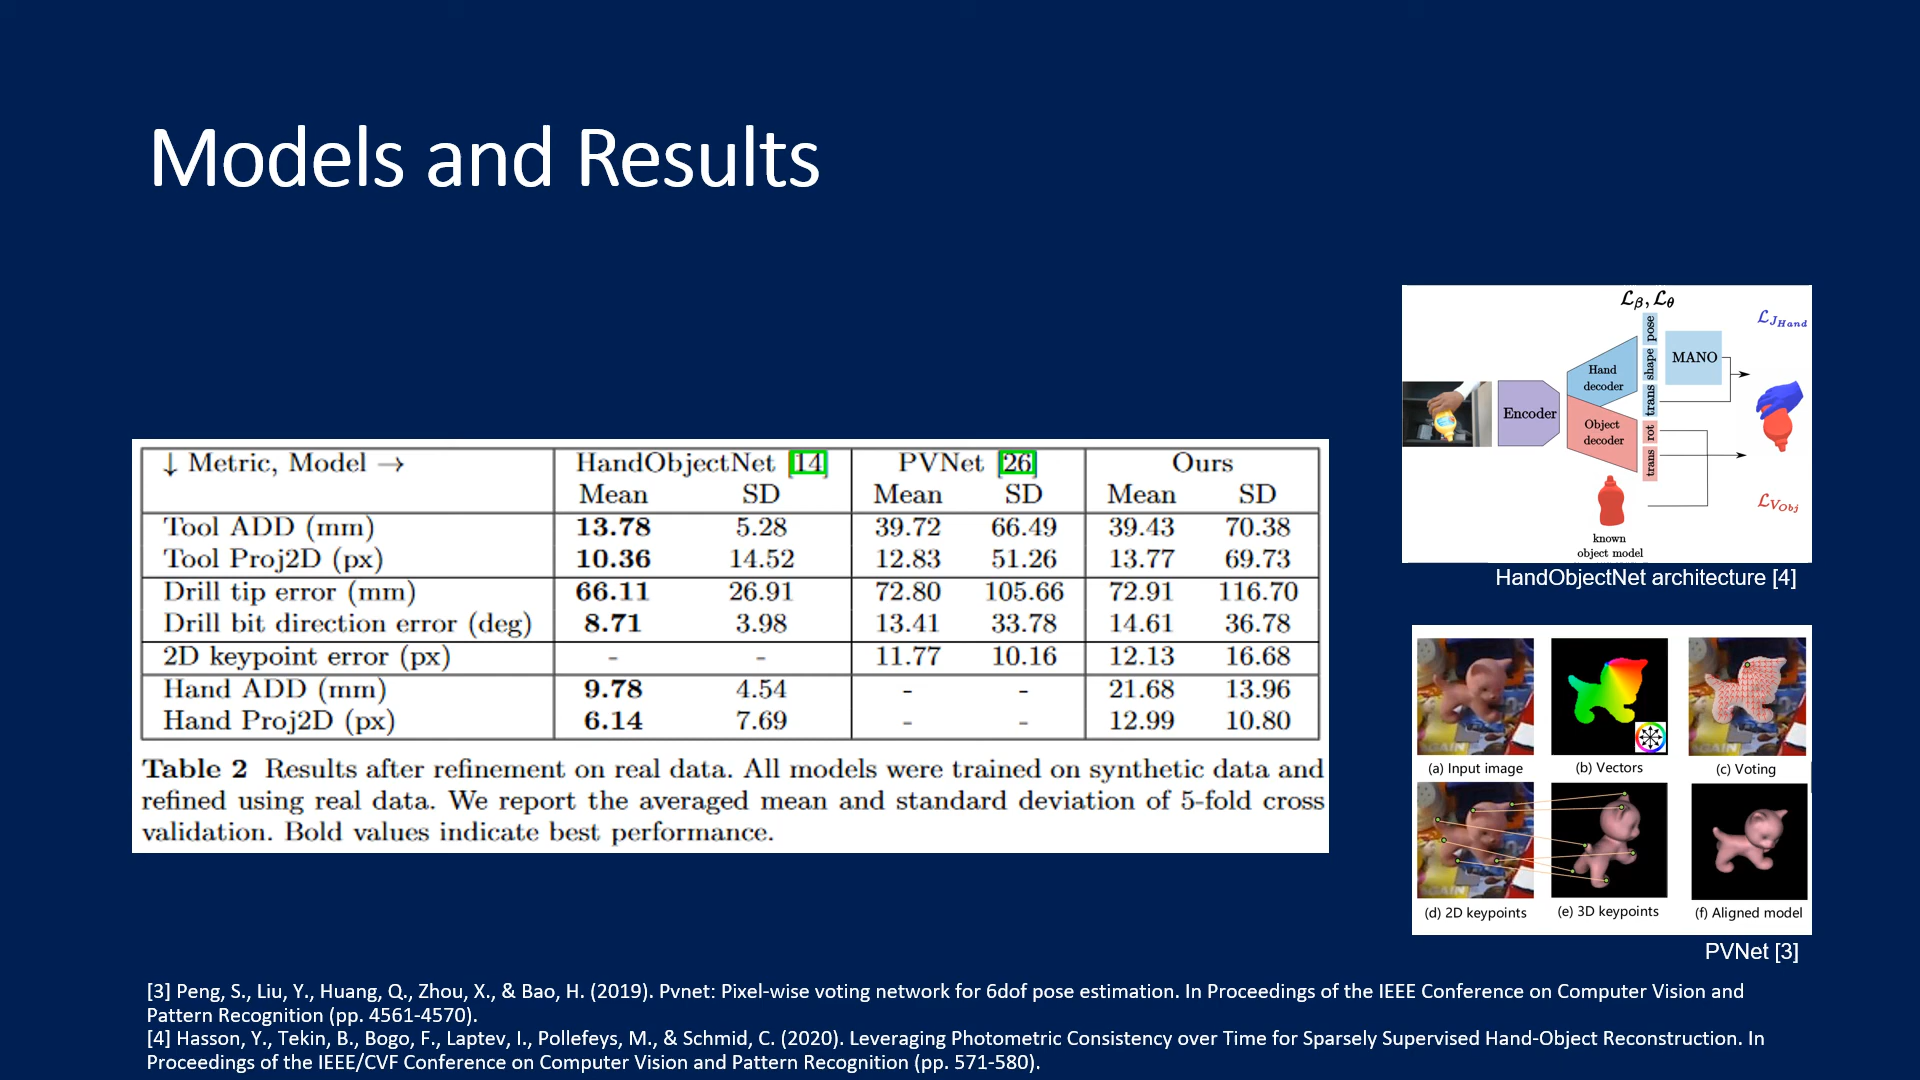 Models and Results
↓ Metric, Model → HandObjectNet [14] PVNet [26] Ours
Mean SD Mean SD Mean SD
Tool ADD (mm) 13.78 5.28 39.72 66.49 39.43 70.38
Tool Proj2D (px) 10.36 14.52 12.83 51.26 13.77 69.73
Drill tip error (mm) 66.11 26.91 72.80 105.66 72.91 116.70
Drill bit direction error (deg) 8.71 3.98 13.41 33.78 14.61 36.78
2D keypoint error (px) - - 11.77 10.16 12.13 16.68
Hand ADD (mm) 9.78 4.54 - - 21.68 13.96
Hand Proj2D (px) 6.14 7.69 - - 12.99 10.80
Table 2 Results after refinement on real data. All models were trained on synthetic data and
refined using real data. We report the averaged mean and standard deviation of 5-fold cross
validation. Bold values indicate best performance.
ℒβ, ℒθ
ℒJHand
pose
shape
trans
MANO
Hand
decoder
Encoder
Object
decoder
rot
trans
ℒVObj
known
object model
HandObjectNet architecture [4]
(a) Input image (b) Vectors (c) Voting
(d) 2D keypoints (e) 3D keypoints (f) Aligned model
PVNet [3]
[3] Peng, S., Liu, Y., Huang, Q., Zhou, X., & Bao, H. (2019). Pvnet: Pixel-wise voting network for 6dof pose estimation. In Proceedings of the IEEE Conference on Computer Vision and
Pattern Recognition (pp. 4561-4570).
[4] Hasson, Y., Tekin, B., Bogo, F., Laptev, I., Pollefeys, M., & Schmid, C. (2020). Leveraging Photometric Consistency over Time for Sparsely Supervised Hand-Object Reconstruction. In
Proceedings of the IEEE/CVF Conference on Computer Vision and Pattern Recognition (pp. 571-580).